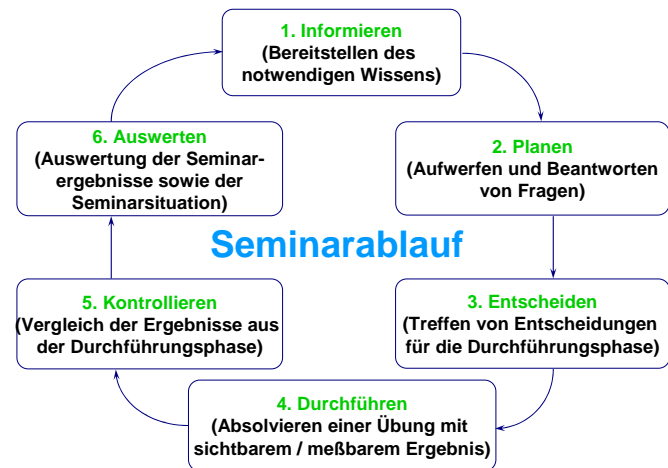 1. Informieren
(Bereitstellen des
notwendigen Wissens)
2. Planen
(Aufwerfen und Beantworten
von Fragen)
3. Entscheiden
(Treffen von Entscheidungen
für die Durchführungsphase)
4. Durchführen
(Absolvieren einer Übung mit
sichtbarem / meßbarem Ergebnis)
5. Kontrollieren
(Vergleich der Ergebnisse aus
der Durchführungsphase)
6. Auswerten
(Auswertung der Seminar-
ergebnisse sowie der
Seminarsituation)
Seminarablauf